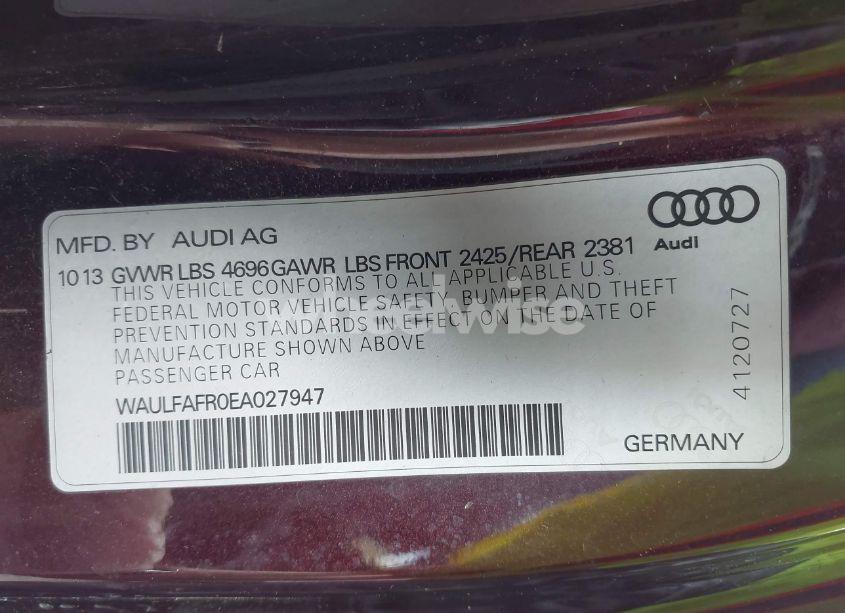 MFD. BY AUDI AG
Audi
10 13 GVWR LBS 4696 GAWR LBS FRONT 2425/REAR 2381
THIS VEHICLE CONFORMS TO ALL APPLICABLE U.S.
FEDERAL MOTOR VEHICLE SAFETY, BUMPER AND THEFT
PREVENTION STANDARDS IN EFFECT ON THE DATE OF
MANUFACTURE SHOWN ABOVE
PASSENGER CAR
WAULFAFR0EA027947
GERMANY
4120727